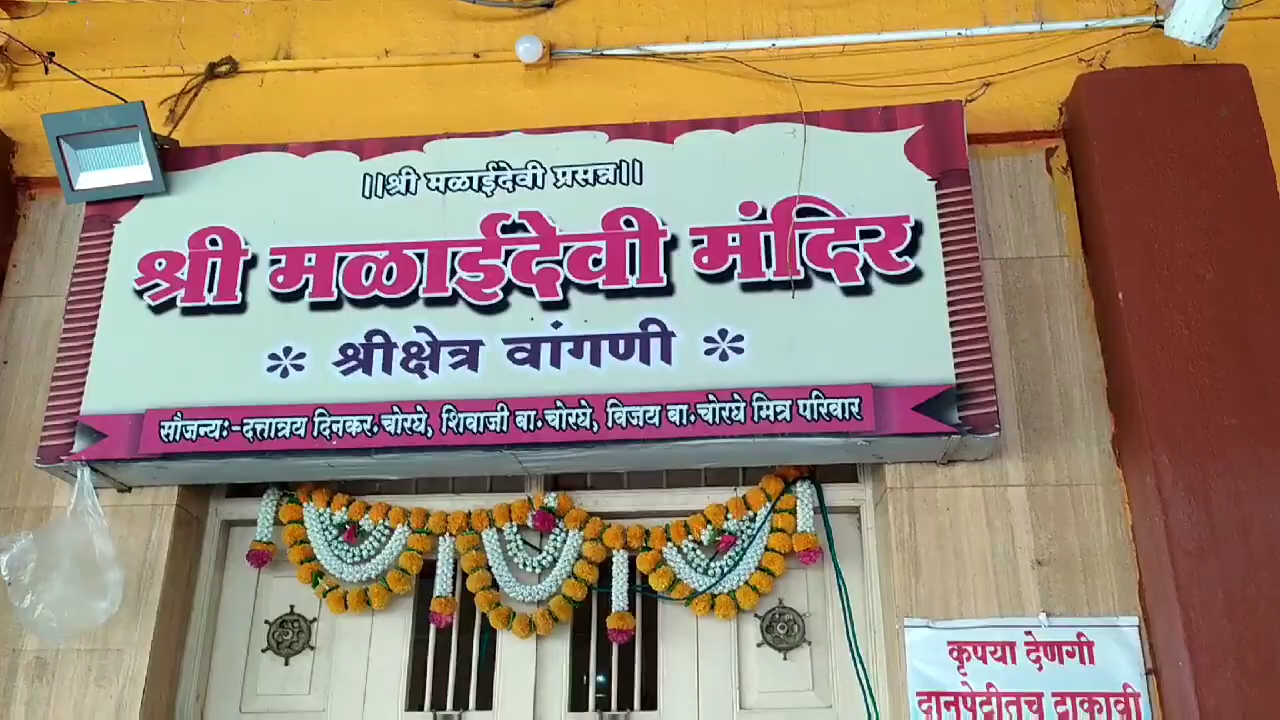 ||श्री मळाईदेवी प्रसन्न||
श्री मळाईदेवी मंदिर
* श्रीक्षेत्र वांगणी *
सौजन्यः-दत्तात्रय दिनकर.चोरघे, शिवाजी बा.चोरघे, विजय बा.चोरघे मित्र परिवार
कृपया देणगी
दानपेटीतच टाकावी